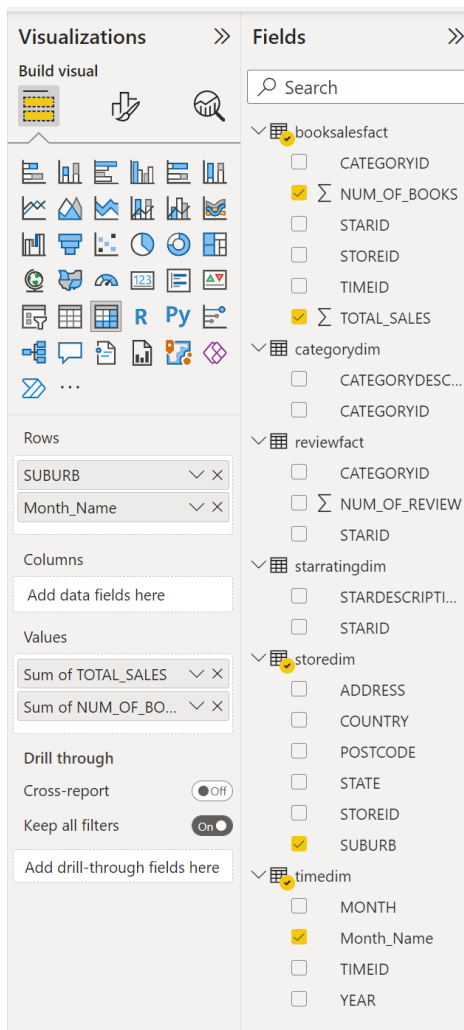 Visualizations
Build visual
123
R
Py
Rows
SUBURB
Month_Name
Columns
Add data fields here
Values
Sum of TOTAL_SALES
Sum of NUM_OF_BO...
Drill through
Cross-report
Off
Keep all filters
On
Add drill-through fields here
Fields
Search
booksalesfact
CATEGORYID
∑ NUM_OF_BOOKS
STARID
STOREID
TIMEID
∑ TOTAL_SALES
categorydim
CATEGORYDESC...
CATEGORYID
reviewfact
CATEGORYID
∑ NUM_OF_REVIEW
STARID
starratingdim
STARDESCRIPTI...
STARID
storedim
ADDRESS
COUNTRY
POSTCODE
STATE
STOREID
SUBURB
timedim
MONTH
Month_Name
TIMEID
YEAR